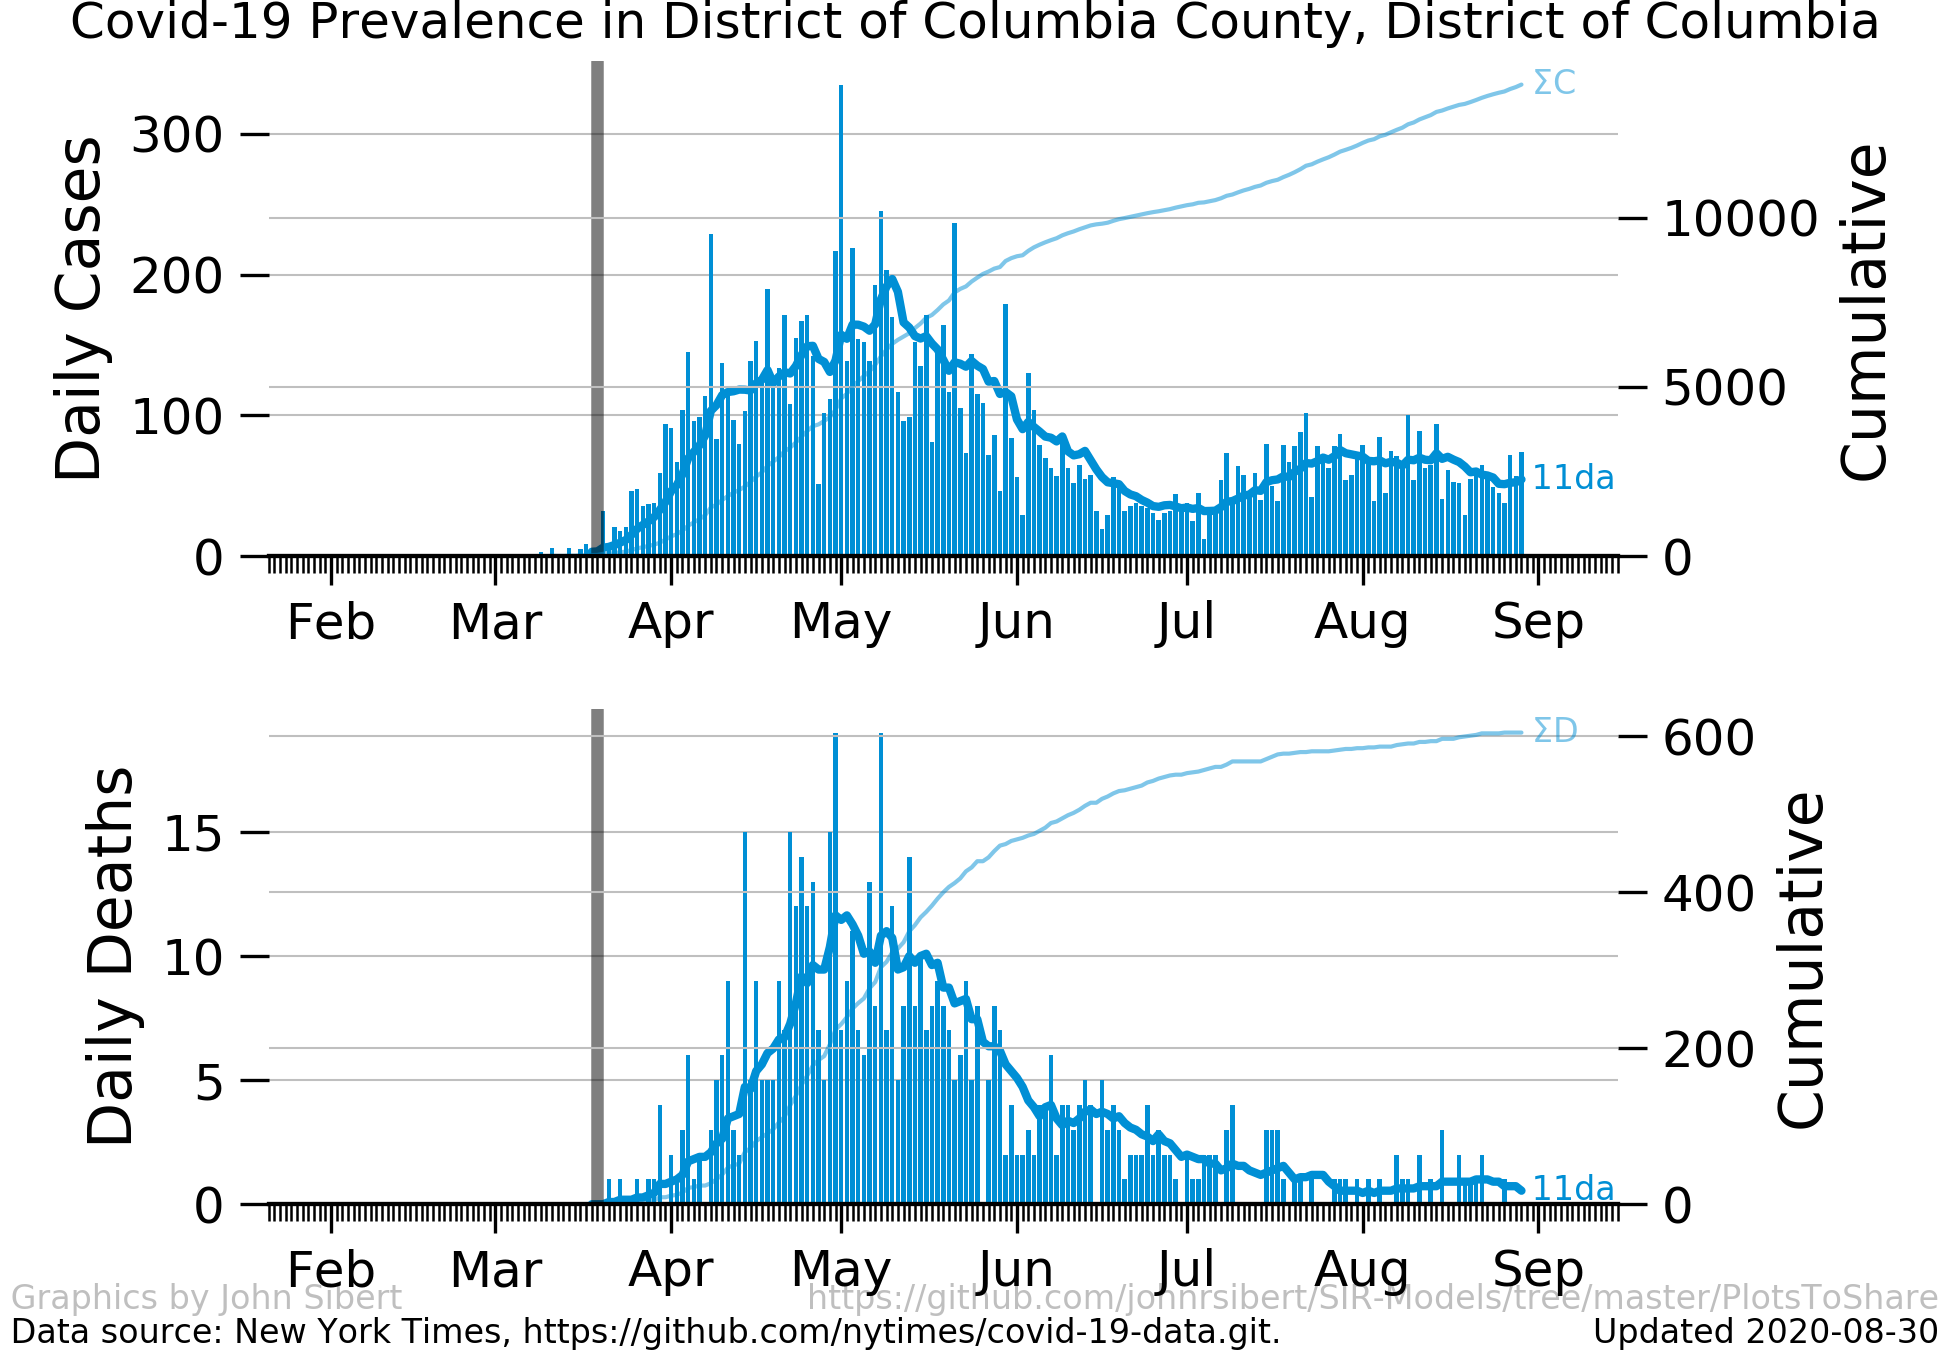 Covid-19 Prevalence in District of Columbia County, District of Columbia
ΣC
300
200
100
0
Daily Cases
10000
5000
0
Cumulative
11da
Feb Mar Apr May Jun Jul Aug Sep
ΣD
15
10
5
0
Daily Deaths
600
400
200
0
Cumulative
11da
Feb Mar Apr May Jun Jul Aug Sep
Graphics by John Sibert https://github.com/johnrsibert/SIR-Models/tree/master/PlotsToShare
Data source: New York Times, https://github.com/nytimes/covid-19-data.git. Updated 2020-08-30